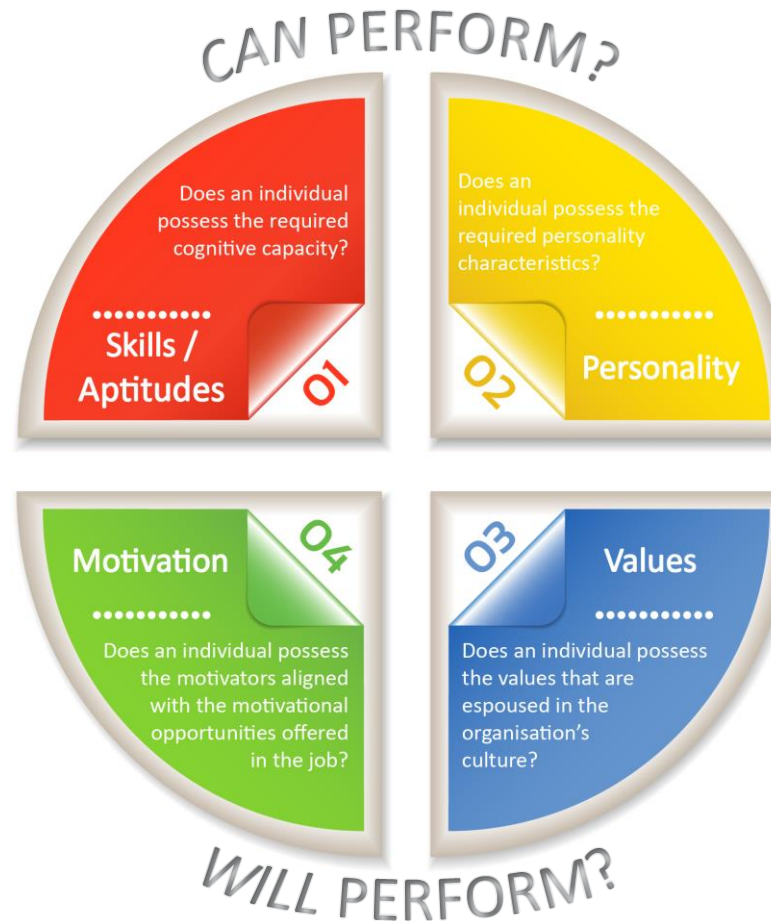 CAN PERFORM?
Does an individual
possess the required
cognitive capacity?
Skills /
Aptitudes
01
Does an
individual possess the
required personality
characteristics?
Personality
02
Motivation
04
Does an individual possess
the motivators aligned
with the motivational
opportunities offered
in the job?
03
Values
Does an individual possess
the values that are
espoused in the
organisation’s
culture?
WILL PERFORM?